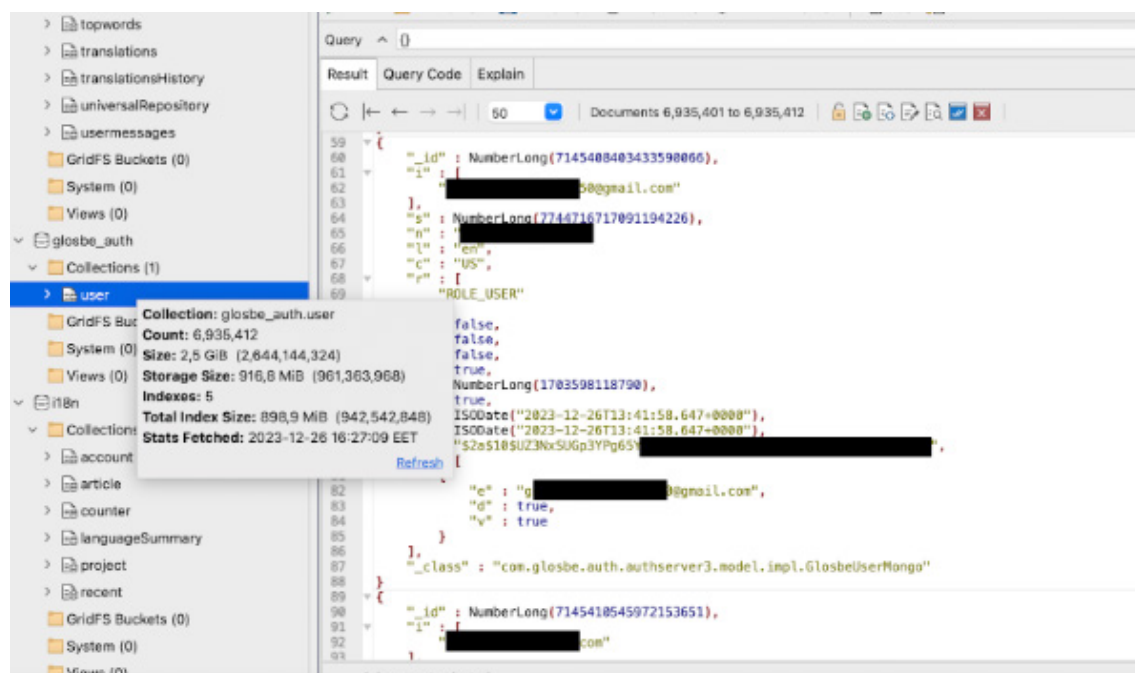 topwords
translations
translationsHistory
universalRepository
usermessages
GridFS Buckets (0)
System (0)
Views (0)
glosbe_auth
Collections (1)
user
GridFS Buc
System (0)
Views (0)
i18n
Collections
account
article
counter
languageSummary
project
recent
GridFS Buckets (0)
System (0)
Views (0)
Collection: glosbe_auth.user
Count: 6,935,412
Size: 2,5 GiB (2,644,144,324)
Storage Size: 916,8 MiB (961,363,968)
Indexes: 5
Total Index Size: 898,9 MiB (942,542,848)
Stats Fetched: 2023-12-26 16:27:09 EET
Refresh
Query {}
Result Query Code Explain
50 Documents 6,935,401 to 6,935,412
59 {
60 "_id" : NumberLong(7145408403433590066),
61 "i" : [
62 " 50@gmail.com"
63 ],
64 "s" : NumberLong(7744716717091194226),
65 "n" : "
66 "l" : "en",
67 "c" : "US",
68 "r" : [
69 "ROLE_USER"
false,
false,
false,
true,
NumberLong(1703598118790),
true,
ISODate("2023-12-26T13:41:58.647+0000"),
ISODate("2023-12-26T13:41:58.647+0000"),
"$2a$10$UZ3NxSUGp3YPg65 ",
[
82 "e" : "g @gmail.com",
83 "d" : true,
84 "v" : true
85 }
86 ],
87 "_class" : "com.glosbe.auth.authserver3.model.impl.GlosbeUserMongo"
88 }
89 {
90 "_id" : NumberLong(7145410545972153651),
91 "i" : [
92 " com"
93 ],